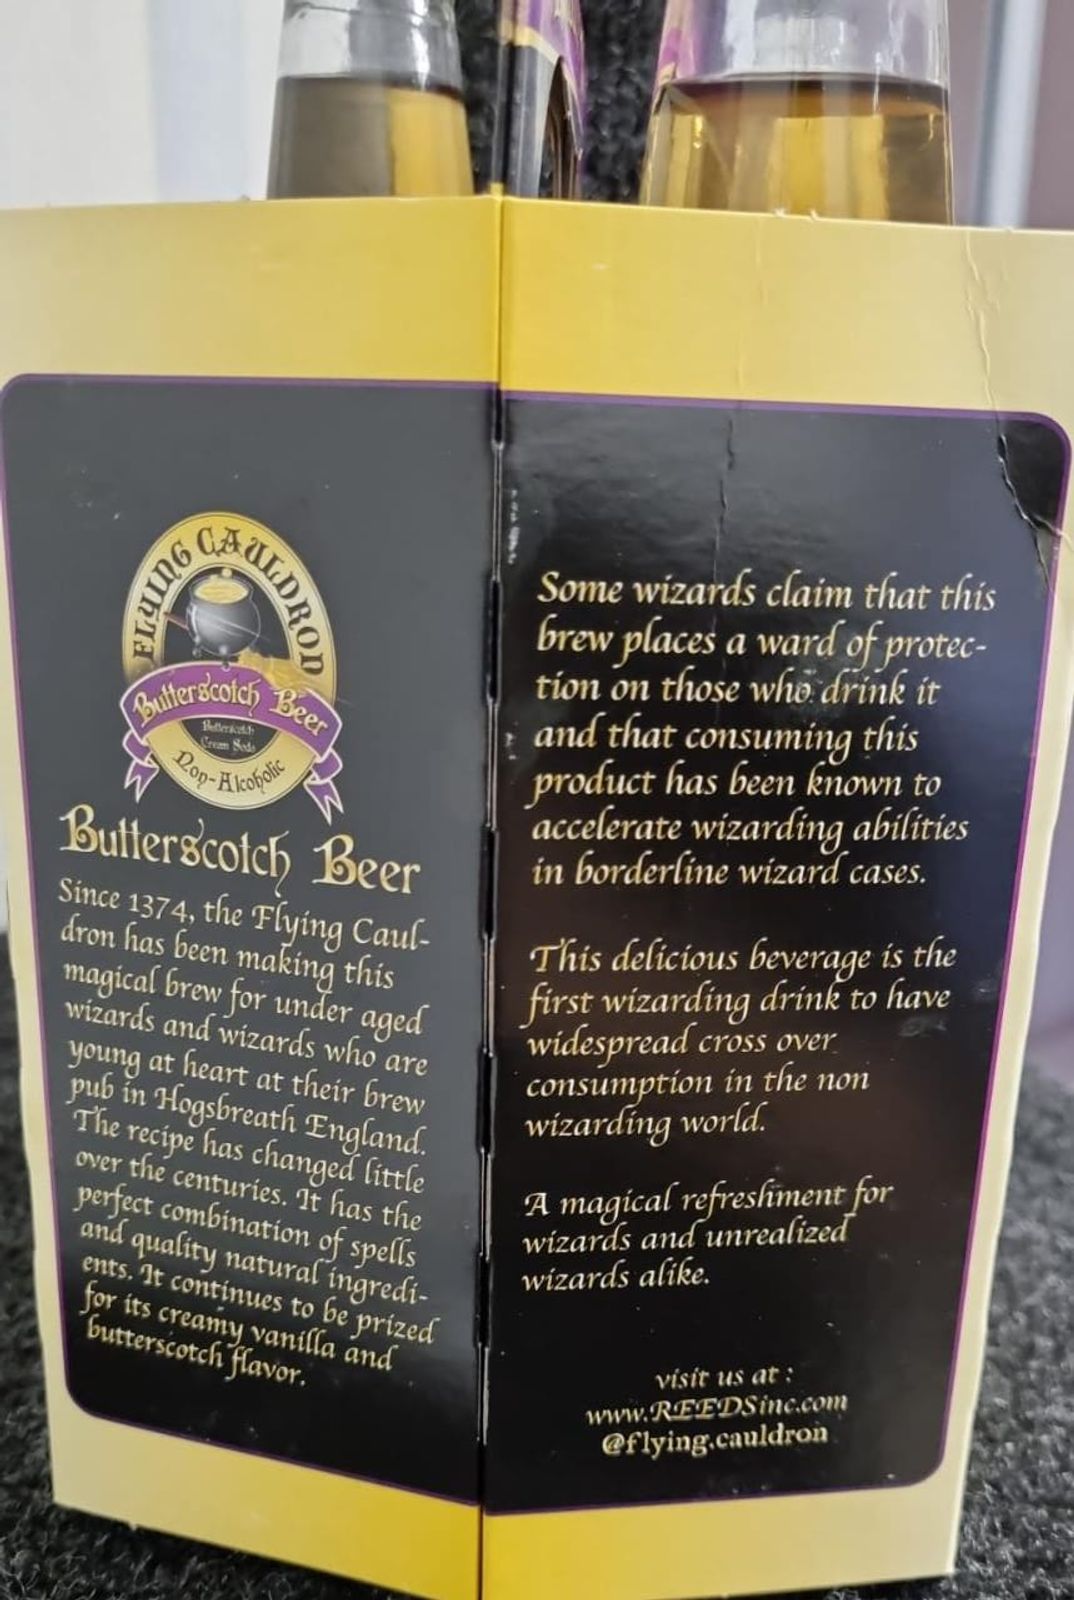 FLYING CAULDRON
Butterscotch Beer
Butterscotch
Cream Soda
Non-Alcoholic
Butterscotch Beer
Since 1374, the Flying Caul-
dron has been making this
magical brew for under aged
wizards and wizards who are
young at heart at their brew
pub in Hogsbreath England.
The recipe has changed little
over the centuries. It has the
perfect combination of spells
and quality natural ingredi-
ents. It continues to be prized
for its creamy vanilla and
butterscotch flavor.
Some wizards claim that this
brew places a ward of protec-
tion on those who drink it
and that consuming this
product has been known to
accelerate wizarding abilities
in borderline wizard cases.
This delicious beverage is the
first wizarding drink to have
widespread cross over
consumption in the non
wizarding world.
A magical refreshment for
wizards and unrealized
wizards alike.
visit us at :
www.REEDSinc.com
@flying.cauldron